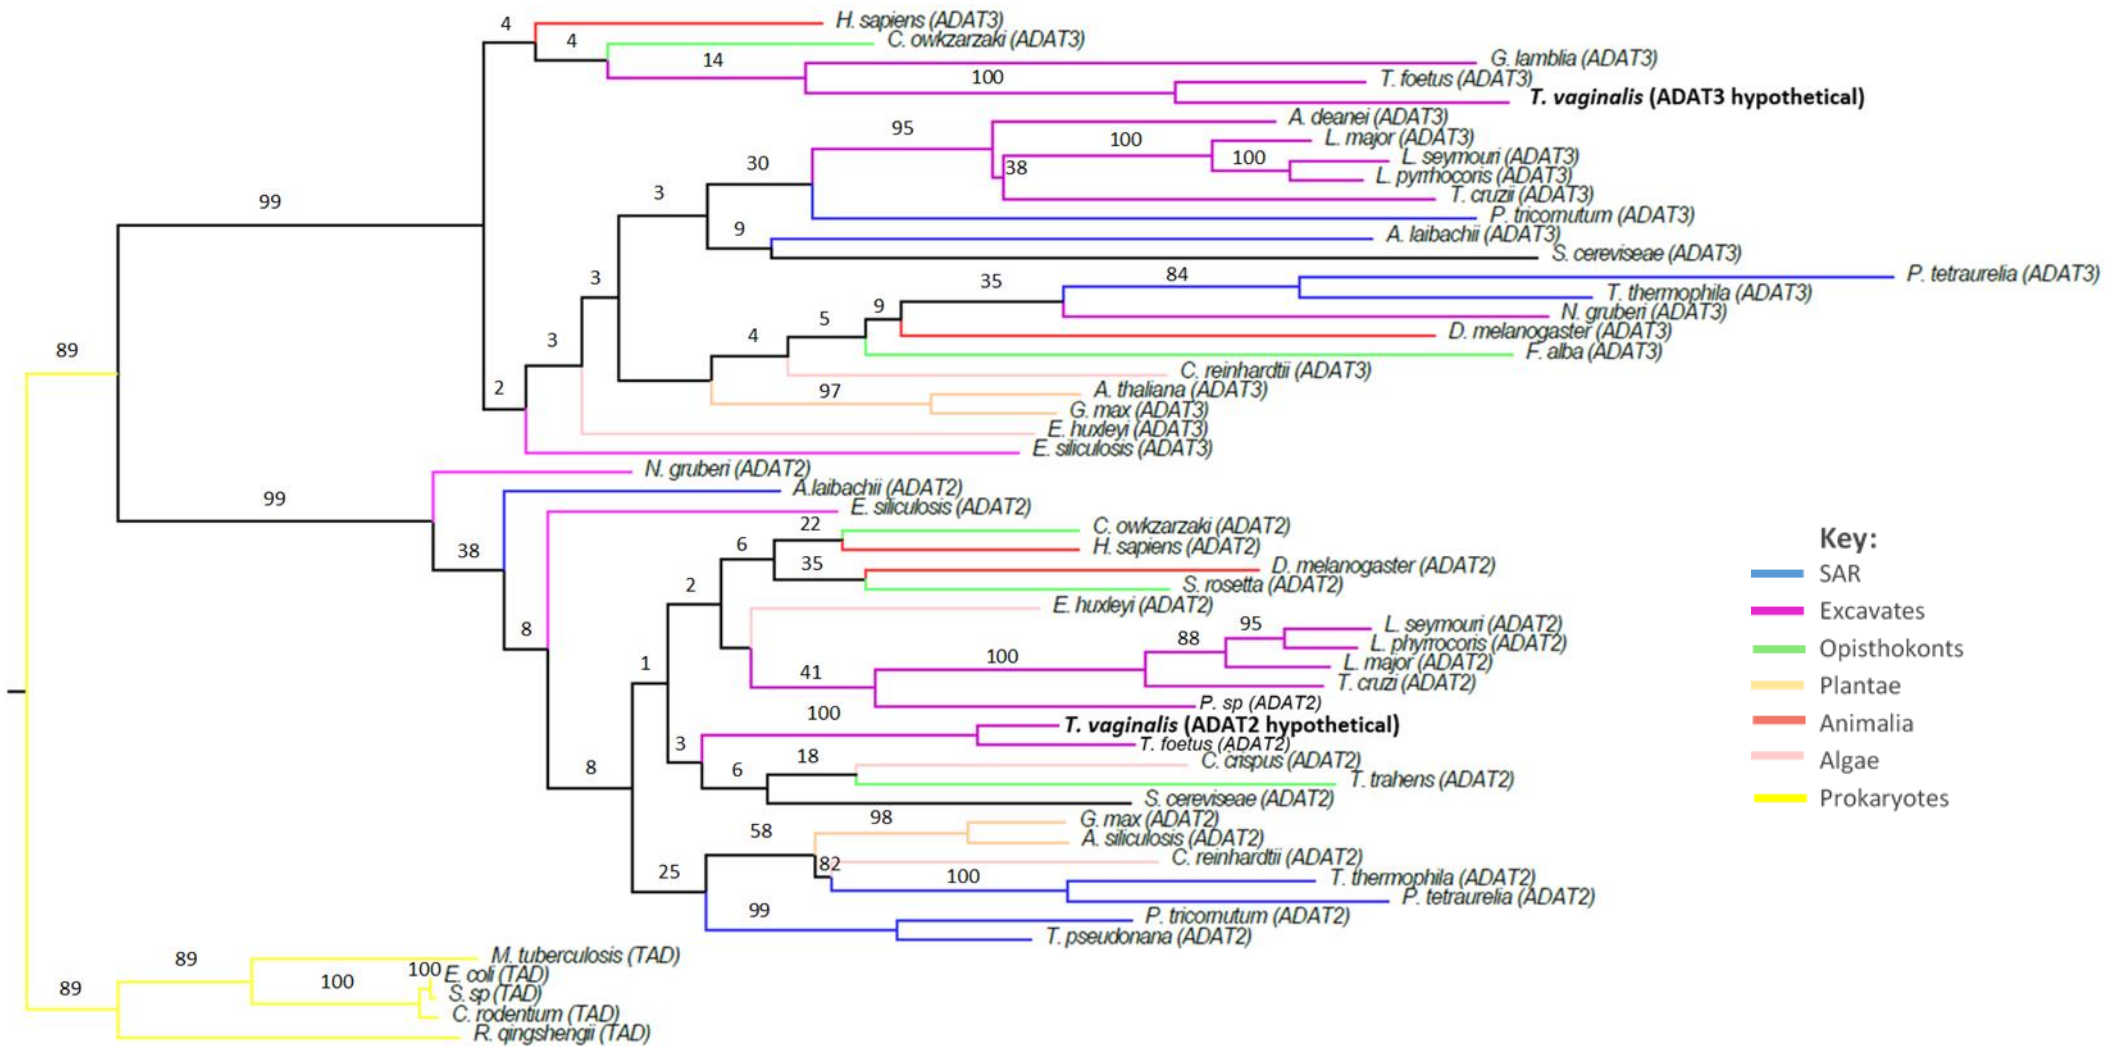 4
H. sapiens (ADAT3)
4
C. owkzarzaki (ADAT3)
14
G. lamblia (ADAT3)
100
T. foetus (ADAT3)
T. vaginalis (ADAT3 hypothetical)
A. deanei (ADAT3)
95
100
L. major (ADAT3)
30
38
100
L. seymouri (ADAT3)
L. pyrrhocoris (ADAT3)
T. cruzii (ADAT3)
99
3
P. tricornutum (ADAT3)
9
A. laibachii (ADAT3)
S. cereviseae (ADAT3)
3
35
84
P. tetraurelia (ADAT3)
T. thermophila (ADAT3)
9
N. gruberi (ADAT3)
5
D. melanogaster (ADAT3)
89
3
4
F. alba (ADAT3)
C. reinhardtii (ADAT3)
2
97
A. thaliana (ADAT3)
G. max (ADAT3)
E. huxleyi (ADAT3)
E. siliculosis (ADAT3)
N. gruberi (ADAT2)
99
A.laibachii (ADAT2)
E. siliculosis (ADAT2)
22
C. owkzarzaki (ADAT2)
38
6
H. sapiens (ADAT2)
35
D. melanogaster (ADAT2)
2
S. rosetta (ADAT2)
E. huxleyi (ADAT2)
8
95
L. seymouri (ADAT2)
88
L. phyrrocoris (ADAT2)
1
100
L. major (ADAT2)
41
T. cruzi (ADAT2)
P. sp (ADAT2)
100
T. vaginalis (ADAT2 hypothetical)
3
T. foetus (ADAT2)
8
6
18
C. crispus (ADAT2)
T. trahens (ADAT2)
S. cereviseae (ADAT2)
58
98
G. max (ADAT2)
A. siliculosis (ADAT2)
25
82
C. reinhardtii (ADAT2)
100
T. thermophila (ADAT2)
P. tetraurelia (ADAT2)
99
P. tricornutum (ADAT2)
T. pseudonana (ADAT2)
89
M. tuberculosis (TAD)
89
100
100
E. coli (TAD)
S. sp (TAD)
C. rodentium (TAD)
R. qingshengii (TAD)
Key:
SAR
Excavates
Opisthokonts
Plantae
Animalia
Algae
Prokaryotes